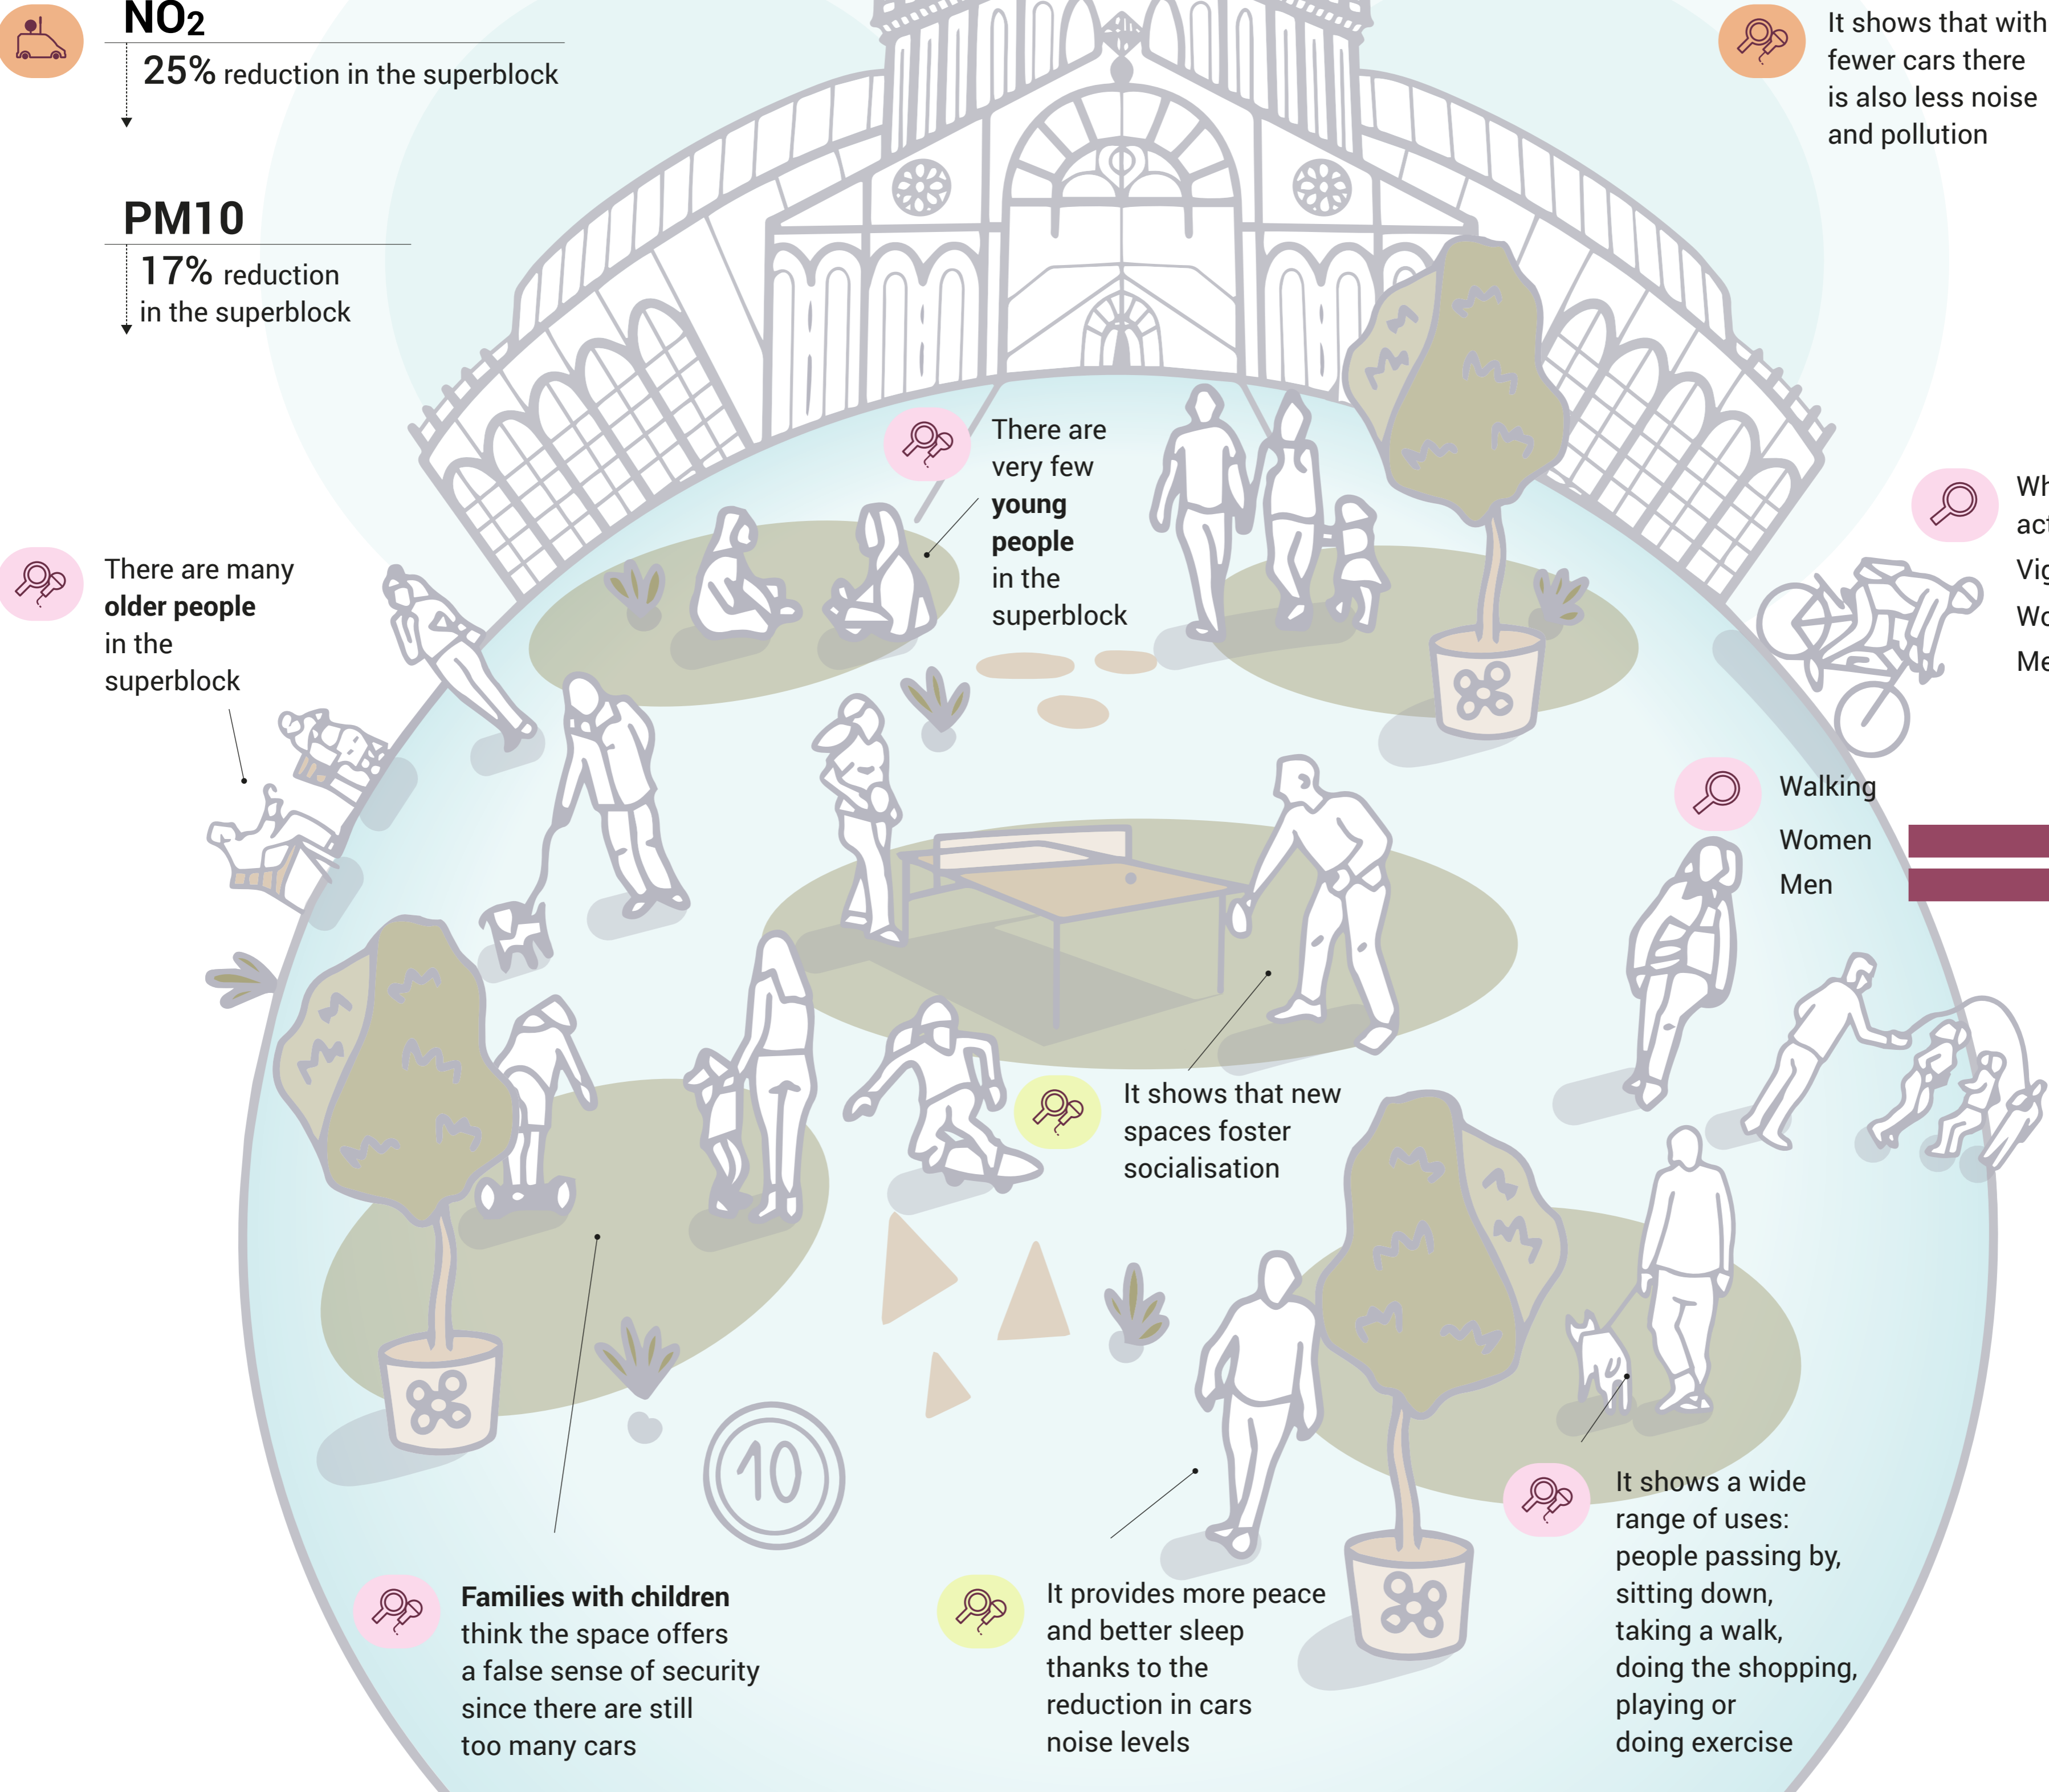 NO2
25% reduction in the superblock
PM10
17% reduction
in the superblock
It shows that with
fewer cars there
is also less noise
and pollution
There are
very few
young
people
in the
superblock
There are many
older people
in the
superblock
Walking
Women
Men
It shows that new
spaces foster
socialisation
10
Families with children
think the space offers
a false sense of security
since there are still
too many cars
It provides more peace
and better sleep
thanks to the
reduction in cars
noise levels
It shows a wide
range of uses:
people passing by,
sitting down,
taking a walk,
doing the shopping,
playing or
doing exercise